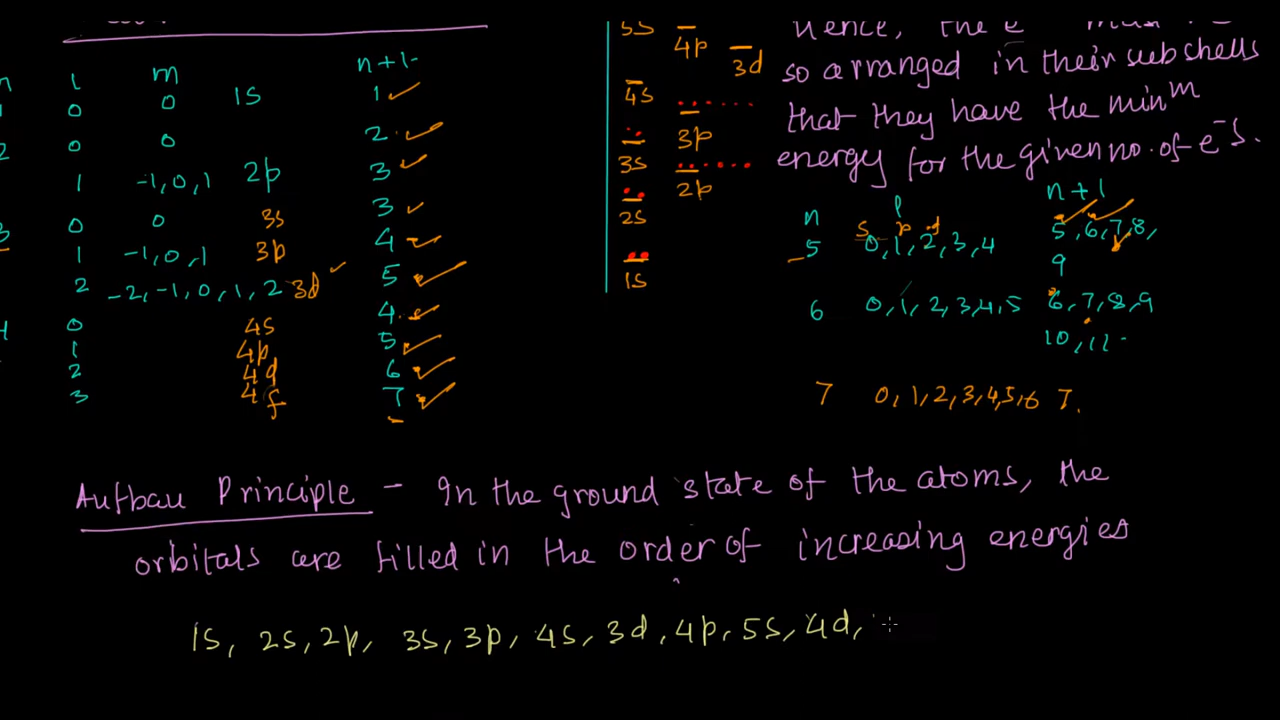 l m n+l
1 0 0 1s 1
2 0 0 2
1 -1, 0, 1 2p 3
3 0 0 3s 3
1 -1, 0, 1 3p 4
2 -2, -1, 0, 1, 2 3d 5
4 0 4s 4
1 4p 5
2 4d 6
3 4f 7
5s 4p 3d
4s
3p
3s
2p
2s
1s
Hence, the e⁻
so arranged in their subshells
that they have the minᵐ
energy for the given no. of e⁻s.
n l n+l
s p d
5 0, 1, 2, 3, 4 5, 6, 7, 8,
9
6 0, 1, 2, 3, 4, 5 6, 7, 8, 9
10, 11
7 0, 1, 2, 3, 4, 5, 6 7.
Aufbau Principle - In the ground state of the atoms, the
orbitals are filled in the order of increasing energies
1s, 2s, 2p, 3s, 3p, 4s, 3d, 4p, 5s, 4d,